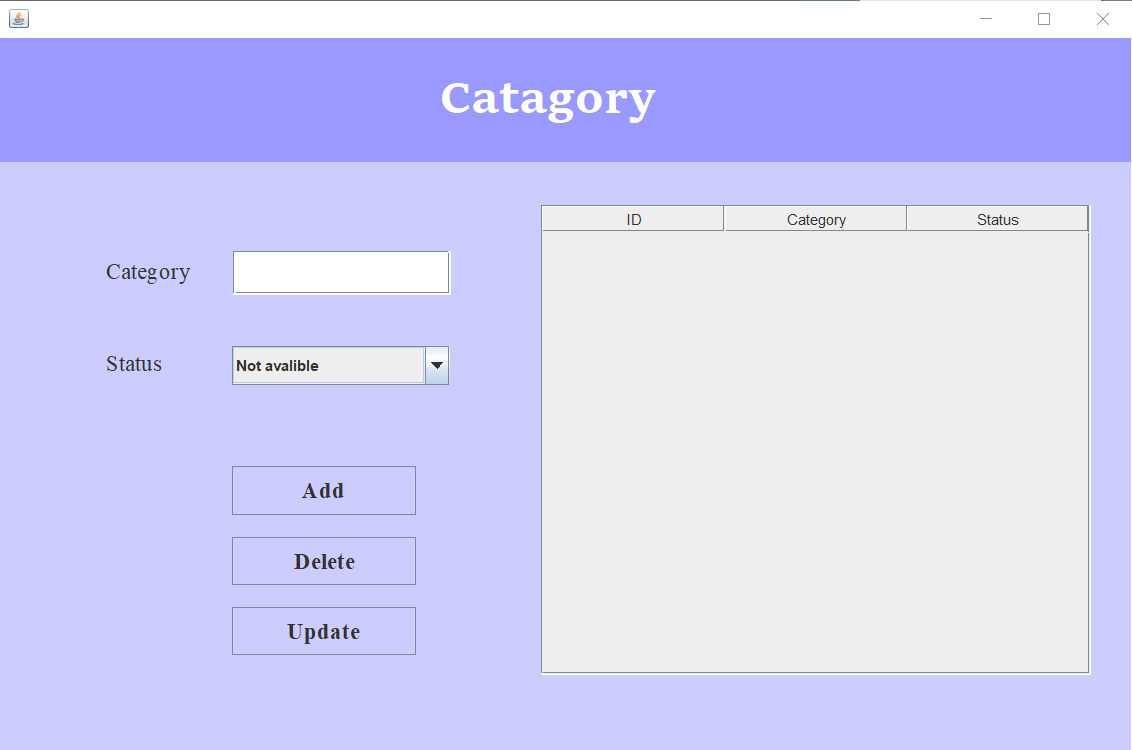 Catagory
ID Category Status
Category
Status
Not avalible
Add
Delete
Update